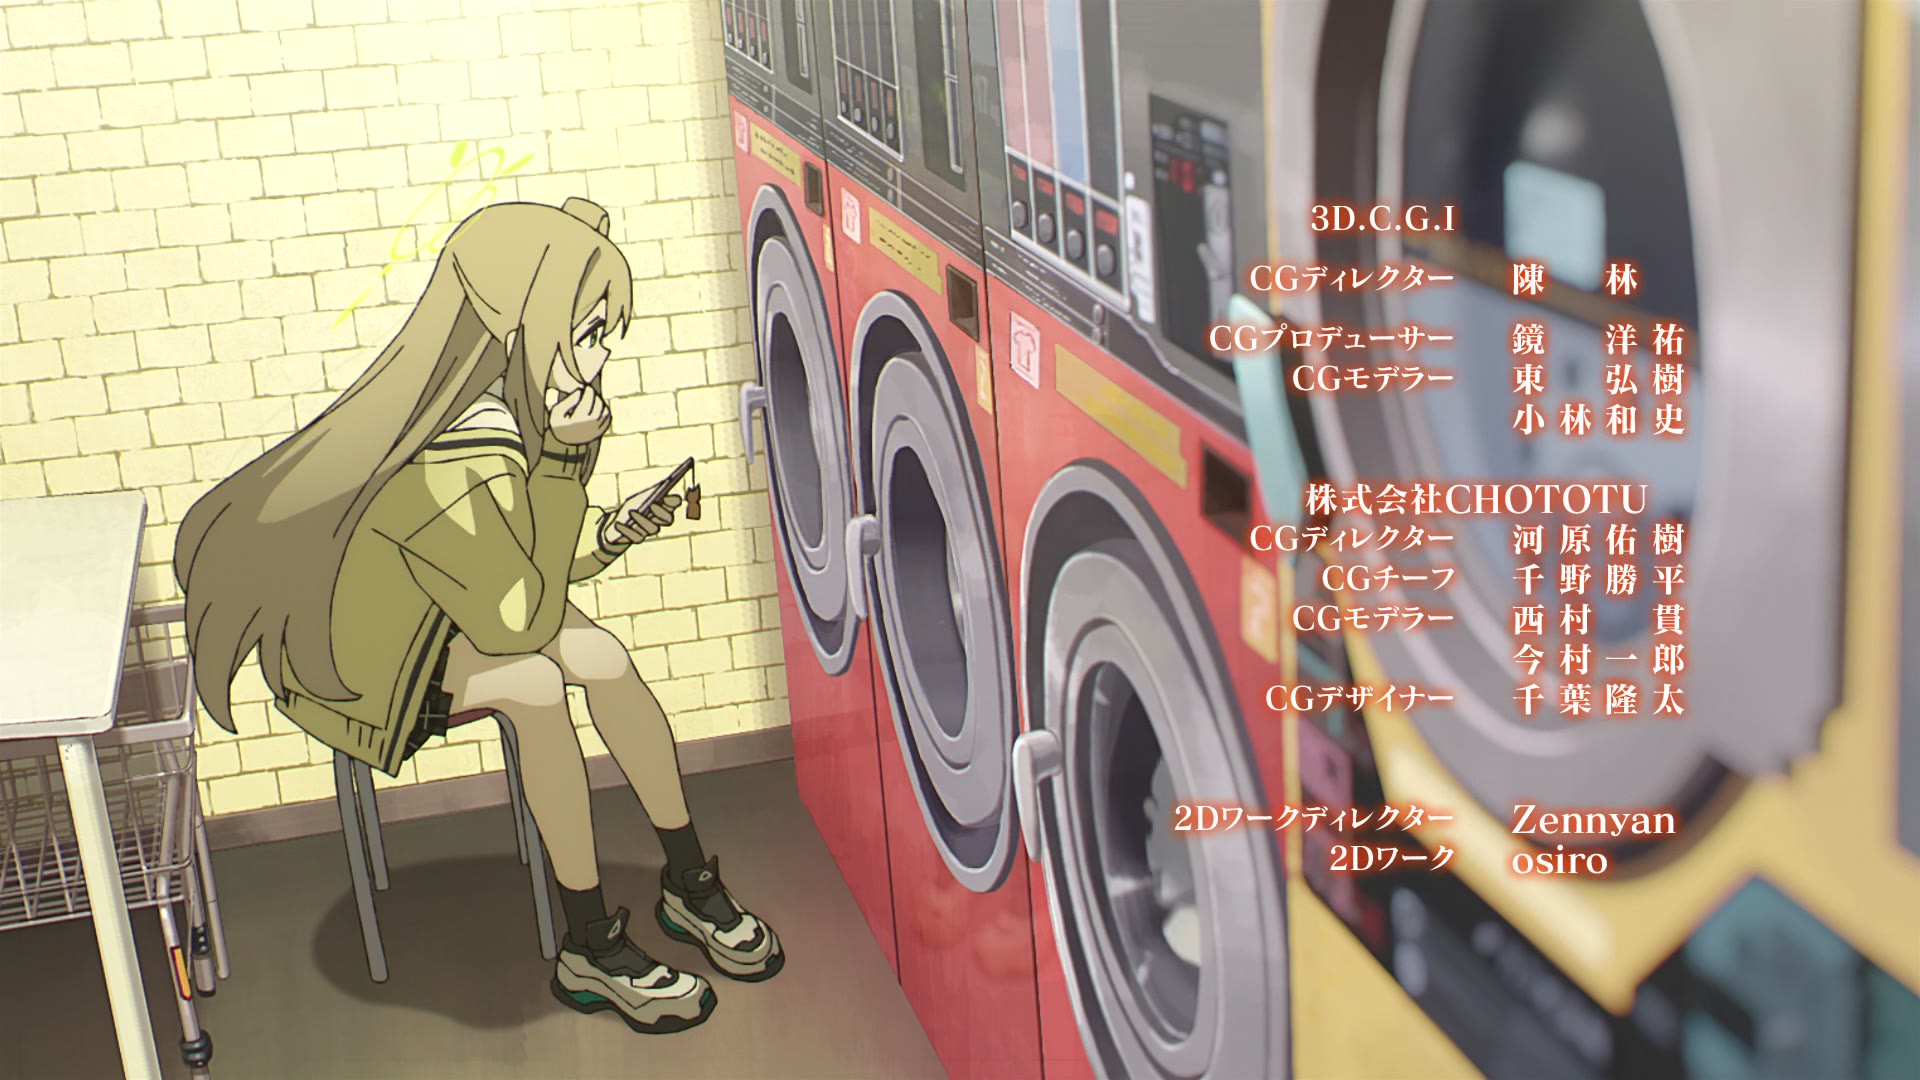 3D.C.G.I
CGディレクター 陳 林
CGプロデューサー 鏡 洋祐
CGモデラー 東 弘樹
小林和史
株式会社CHOTOTU
CGディレクター 河原佑樹
CGチーフ 千野勝平
CGモデラー 西村 貫
今村一郎
CGデザイナー 千葉隆太
2Dワークディレクター Zennyan
2Dワーク osiro